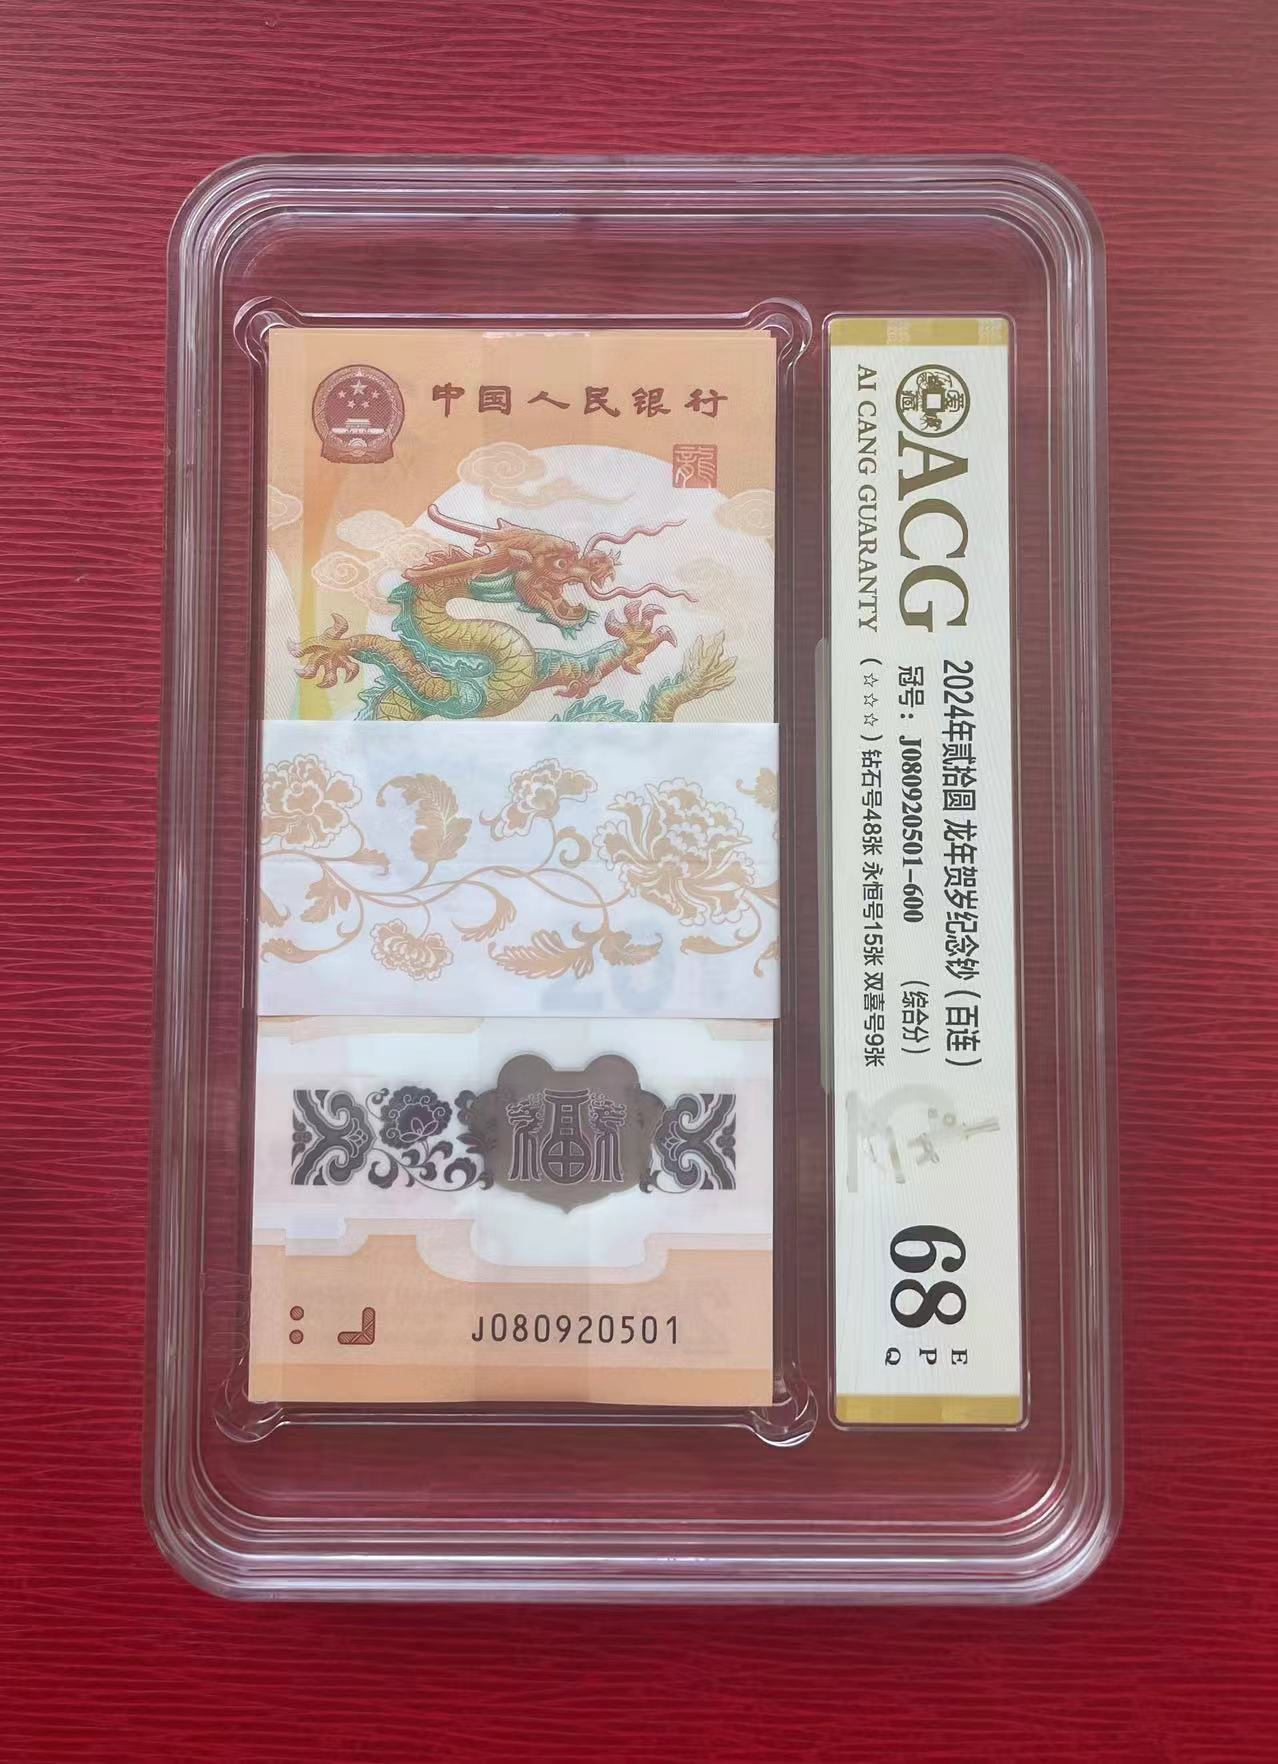 中国人民银行
龍
福
J080920501
ACG
AI CANG GUARANTY
2024年贰拾圆 龙年贺岁纪念钞（百连）
冠号：J080920501-600 （综合分）
（☆☆☆）钻石号48张 永恒号15张 双喜号9张
68
E
P
Q